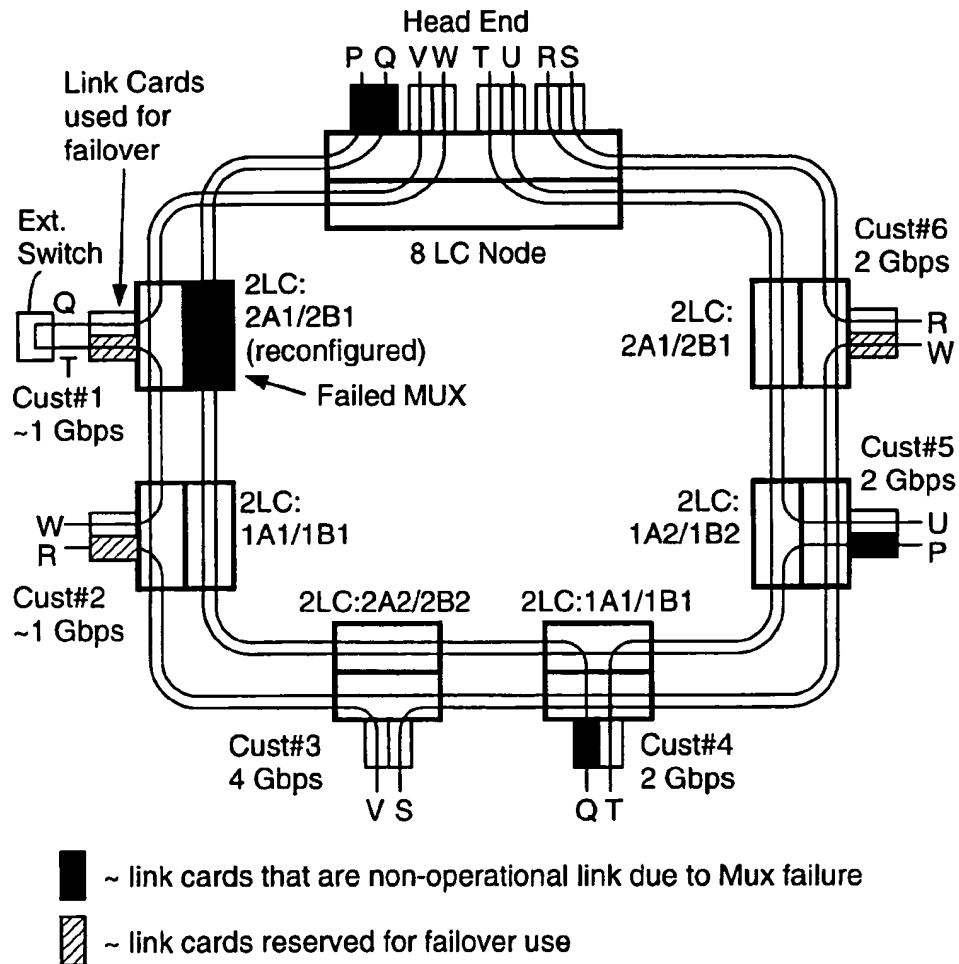 Head End
P Q V W T U R S
Link Cards
used for
failover
8 LC Node
Ext.
Switch
Q
T
Cust#1
~1 Gbps
2LC:
2A1/2B1
(reconfigured)
Failed MUX
Cust#6
2 Gbps
2LC:
2A1/2B1
R
W
W
R
Cust#2
~1 Gbps
2LC:
1A1/1B1
Cust#5
2 Gbps
2LC:
1A2/1B2
U
P
2LC:2A2/2B2
2LC:1A1/1B1
Cust#3
4 Gbps
V S
Cust#4
2 Gbps
Q T
~ link cards that are non-operational link due to Mux failure
~ link cards reserved for failover use